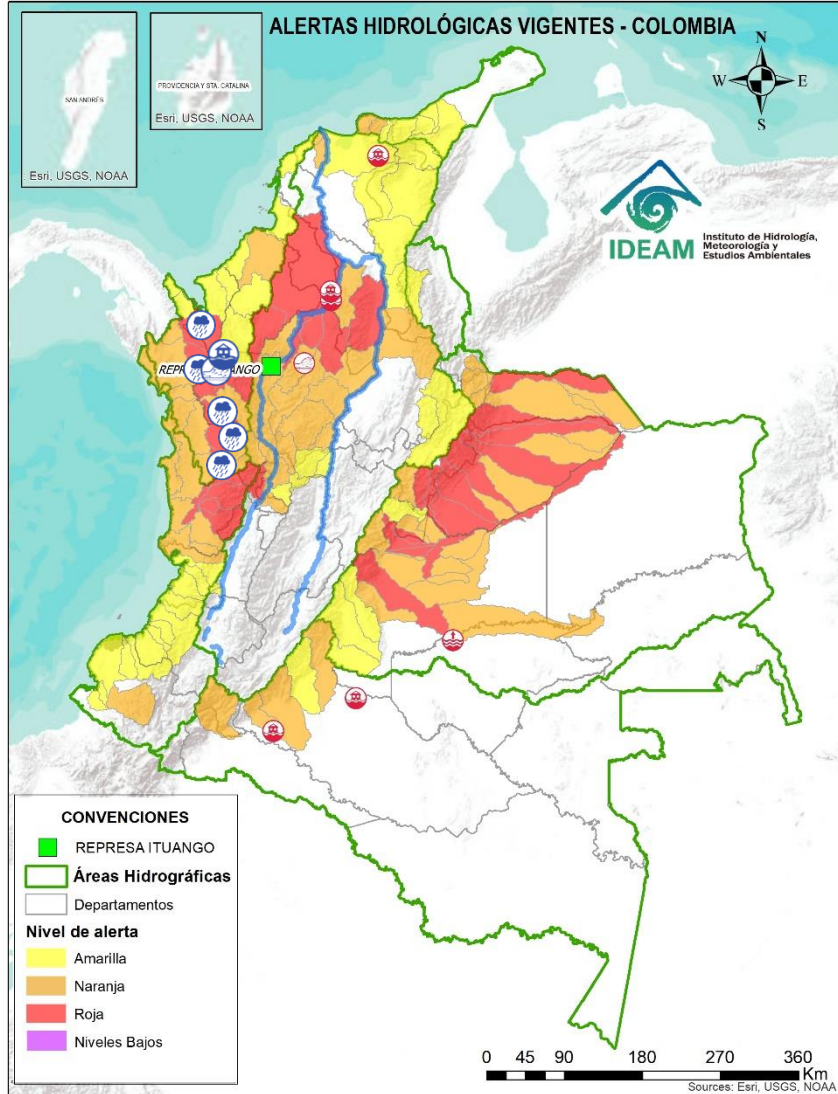 ALERTAS HIDROLÓGICAS VIGENTES - COLOMBIA
SAN ANDRÉS
Esri, USGS, NOAA
PROVIDENCIA Y STA. CATALINA
Esri, USGS, NOAA
N
W
E
S
IDEAM
Instituto de Hidrología,
Meteorología y
Estudios Ambientales
CONVENCIONES
REPRESA ITUANGO
Áreas Hidrográficas
Departamentos
Nivel de alerta
Amarilla
Naranja
Roja
Niveles Bajos
0 45 90 180 270 360
Km
Sources: Esri, USGS, NOAA